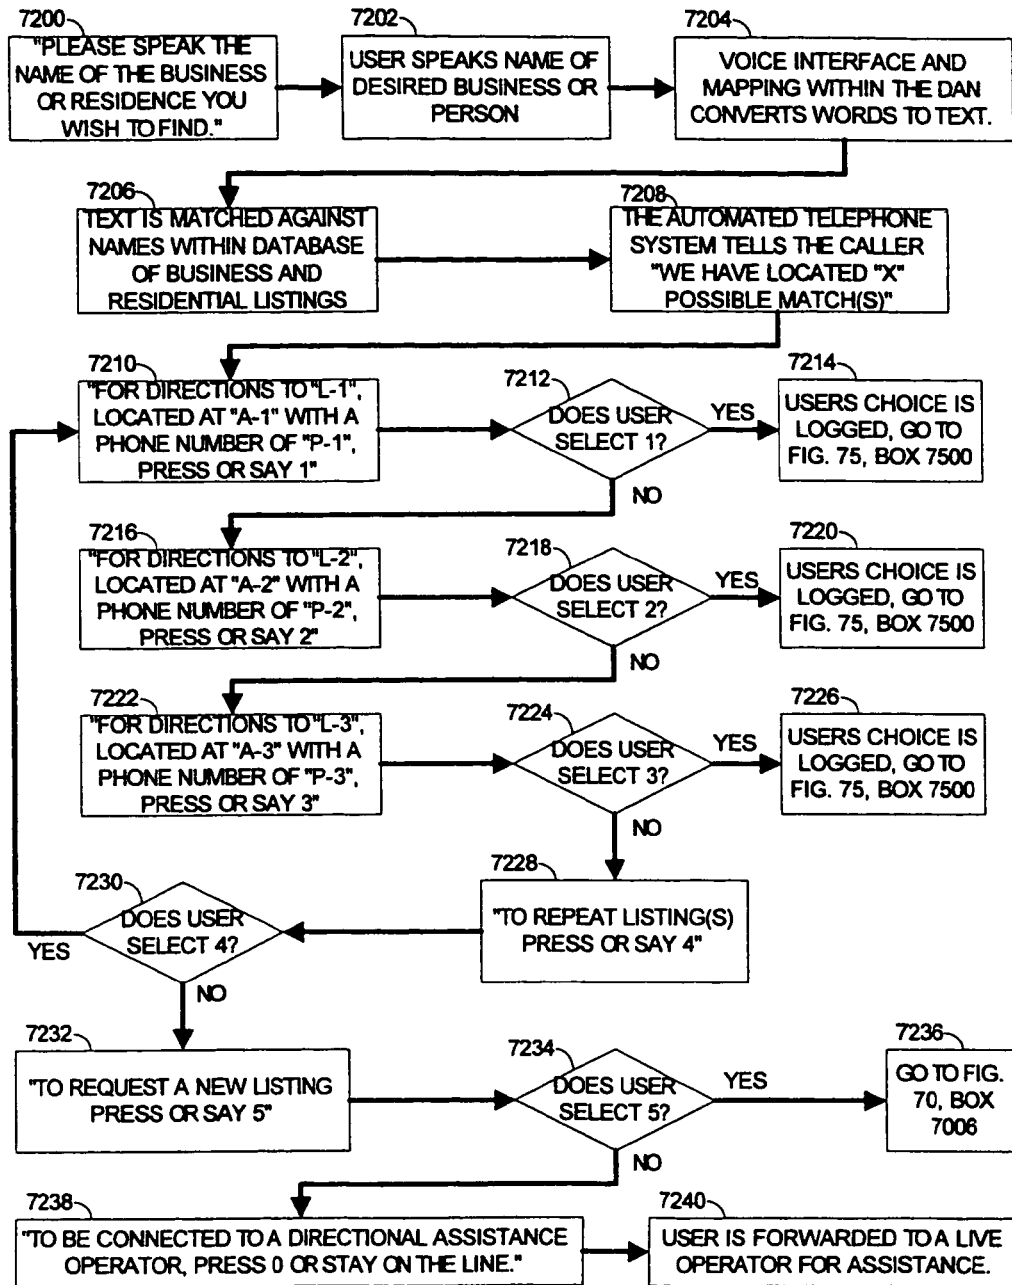 7200
"PLEASE SPEAK THE
NAME OF THE BUSINESS
OR RESIDENCE YOU
WISH TO FIND."
7202
USER SPEAKS NAME OF
DESIRED BUSINESS OR
PERSON
7204
VOICE INTERFACE AND
MAPPING WITHIN THE DAN
CONVERTS WORDS TO TEXT.
7206
TEXT IS MATCHED AGAINST
NAMES WITHIN DATABASE
OF BUSINESS AND
RESIDENTIAL LISTINGS
7208
THE AUTOMATED TELEPHONE
SYSTEM TELLS THE CALLER
"WE HAVE LOCATED "X"
POSSIBLE MATCH(S)"
7210
"FOR DIRECTIONS TO "L-1",
LOCATED AT "A-1" WITH A
PHONE NUMBER OF "P-1",
PRESS OR SAY 1"
7212
DOES USER
SELECT 1?
YES
NO
7214
USERS CHOICE IS
LOGGED, GO TO
FIG. 75, BOX 7500
7216
"FOR DIRECTIONS TO "L-2",
LOCATED AT "A-2" WITH A
PHONE NUMBER OF "P-2",
PRESS OR SAY 2"
7218
DOES USER
SELECT 2?
YES
NO
7220
USERS CHOICE IS
LOGGED, GO TO
FIG. 75, BOX 7500
7222
"FOR DIRECTIONS TO "L-3",
LOCATED AT "A-3" WITH A
PHONE NUMBER OF "P-3",
PRESS OR SAY 3"
7224
DOES USER
SELECT 3?
YES
NO
7226
USERS CHOICE IS
LOGGED, GO TO
FIG. 75, BOX 7500
7228
"TO REPEAT LISTING(S)
PRESS OR SAY 4"
7230
DOES USER
SELECT 4?
YES
NO
7232
"TO REQUEST A NEW LISTING
PRESS OR SAY 5"
7234
DOES USER
SELECT 5?
YES
NO
7236
GO TO FIG.
70, BOX
7006
7238
"TO BE CONNECTED TO A DIRECTIONAL ASSISTANCE
OPERATOR, PRESS 0 OR STAY ON THE LINE."
7240
USER IS FORWARDED TO A LIVE
OPERATOR FOR ASSISTANCE.